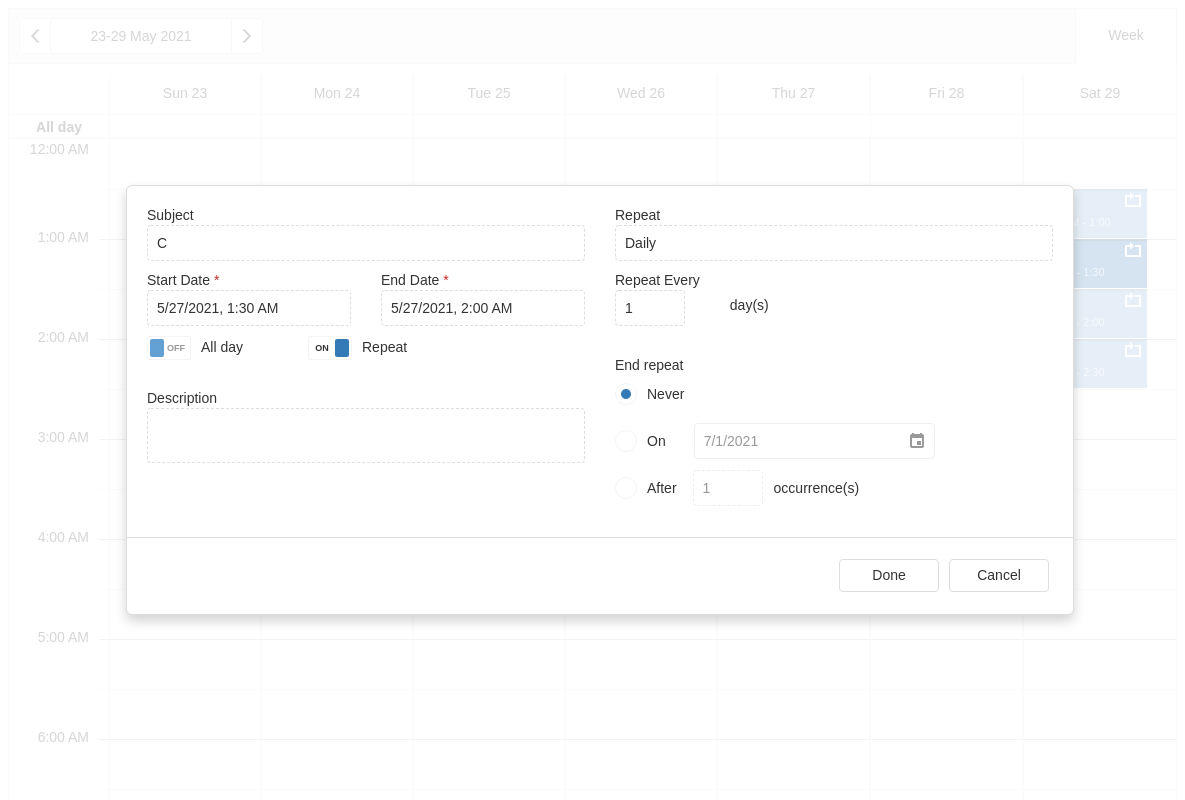 23-29 May 2021
Week
Sun 23
Mon 24
Tue 25
Wed 26
Thu 27
Fri 28
Sat 29
All day
12:00 AM
1:00 AM
2:00 AM
3:00 AM
4:00 AM
5:00 AM
6:00 AM
- 1:00
- 1:30
- 2:00
- 2:30
Subject
C
Start Date *
End Date *
5/27/2021, 1:30 AM
5/27/2021, 2:00 AM
OFF All day
ON Repeat
Description
Repeat
Daily
Repeat Every
1 day(s)
End repeat
Never
On 7/1/2021
After 1 occurrence(s)
Done
Cancel